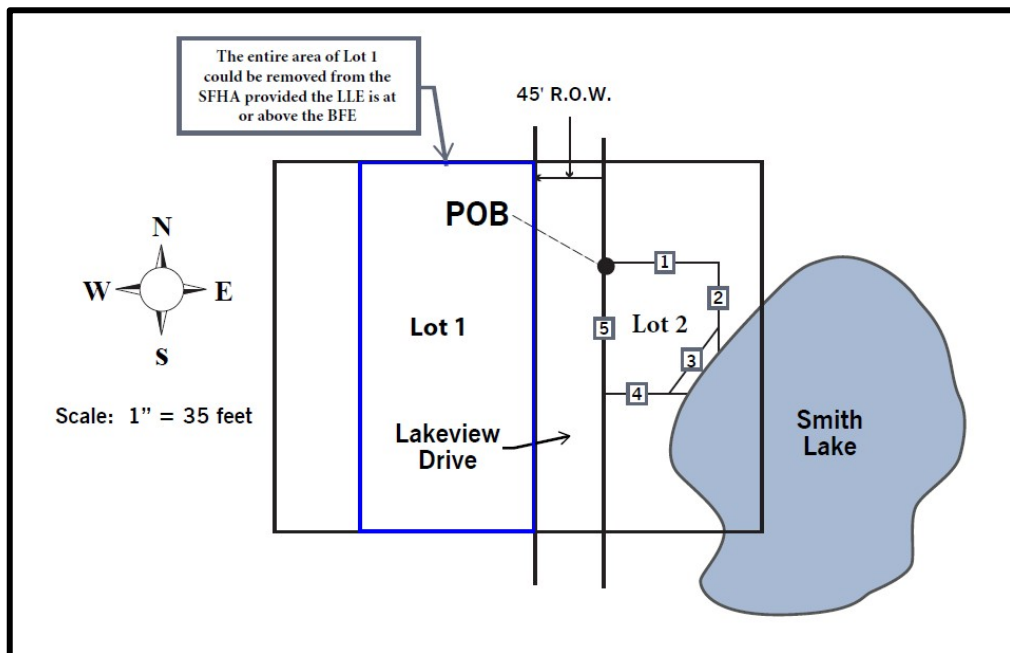 The entire area of Lot 1
could be removed from the
SFHA provided the LLE is at
or above the BFE
45' R.O.W.
POB
N
W
E
S
1
2
Lot 1
5
Lot 2
3
4
Scale: 1” = 35 feet
Lakeview
Drive
Smith
Lake